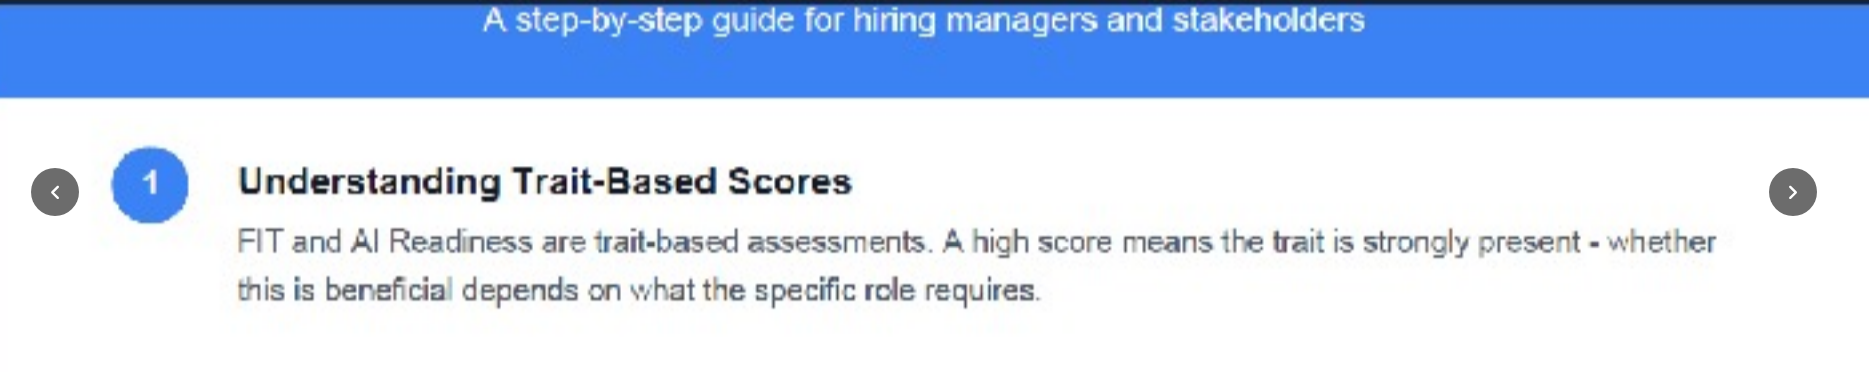 A step-by-step guide for hiring managers and stakeholders
1
Understanding Trait-Based Scores
FIT and AI Readiness are trait-based assessments. A high score means the trait is strongly present - whether
this is beneficial depends on what the specific role requires.